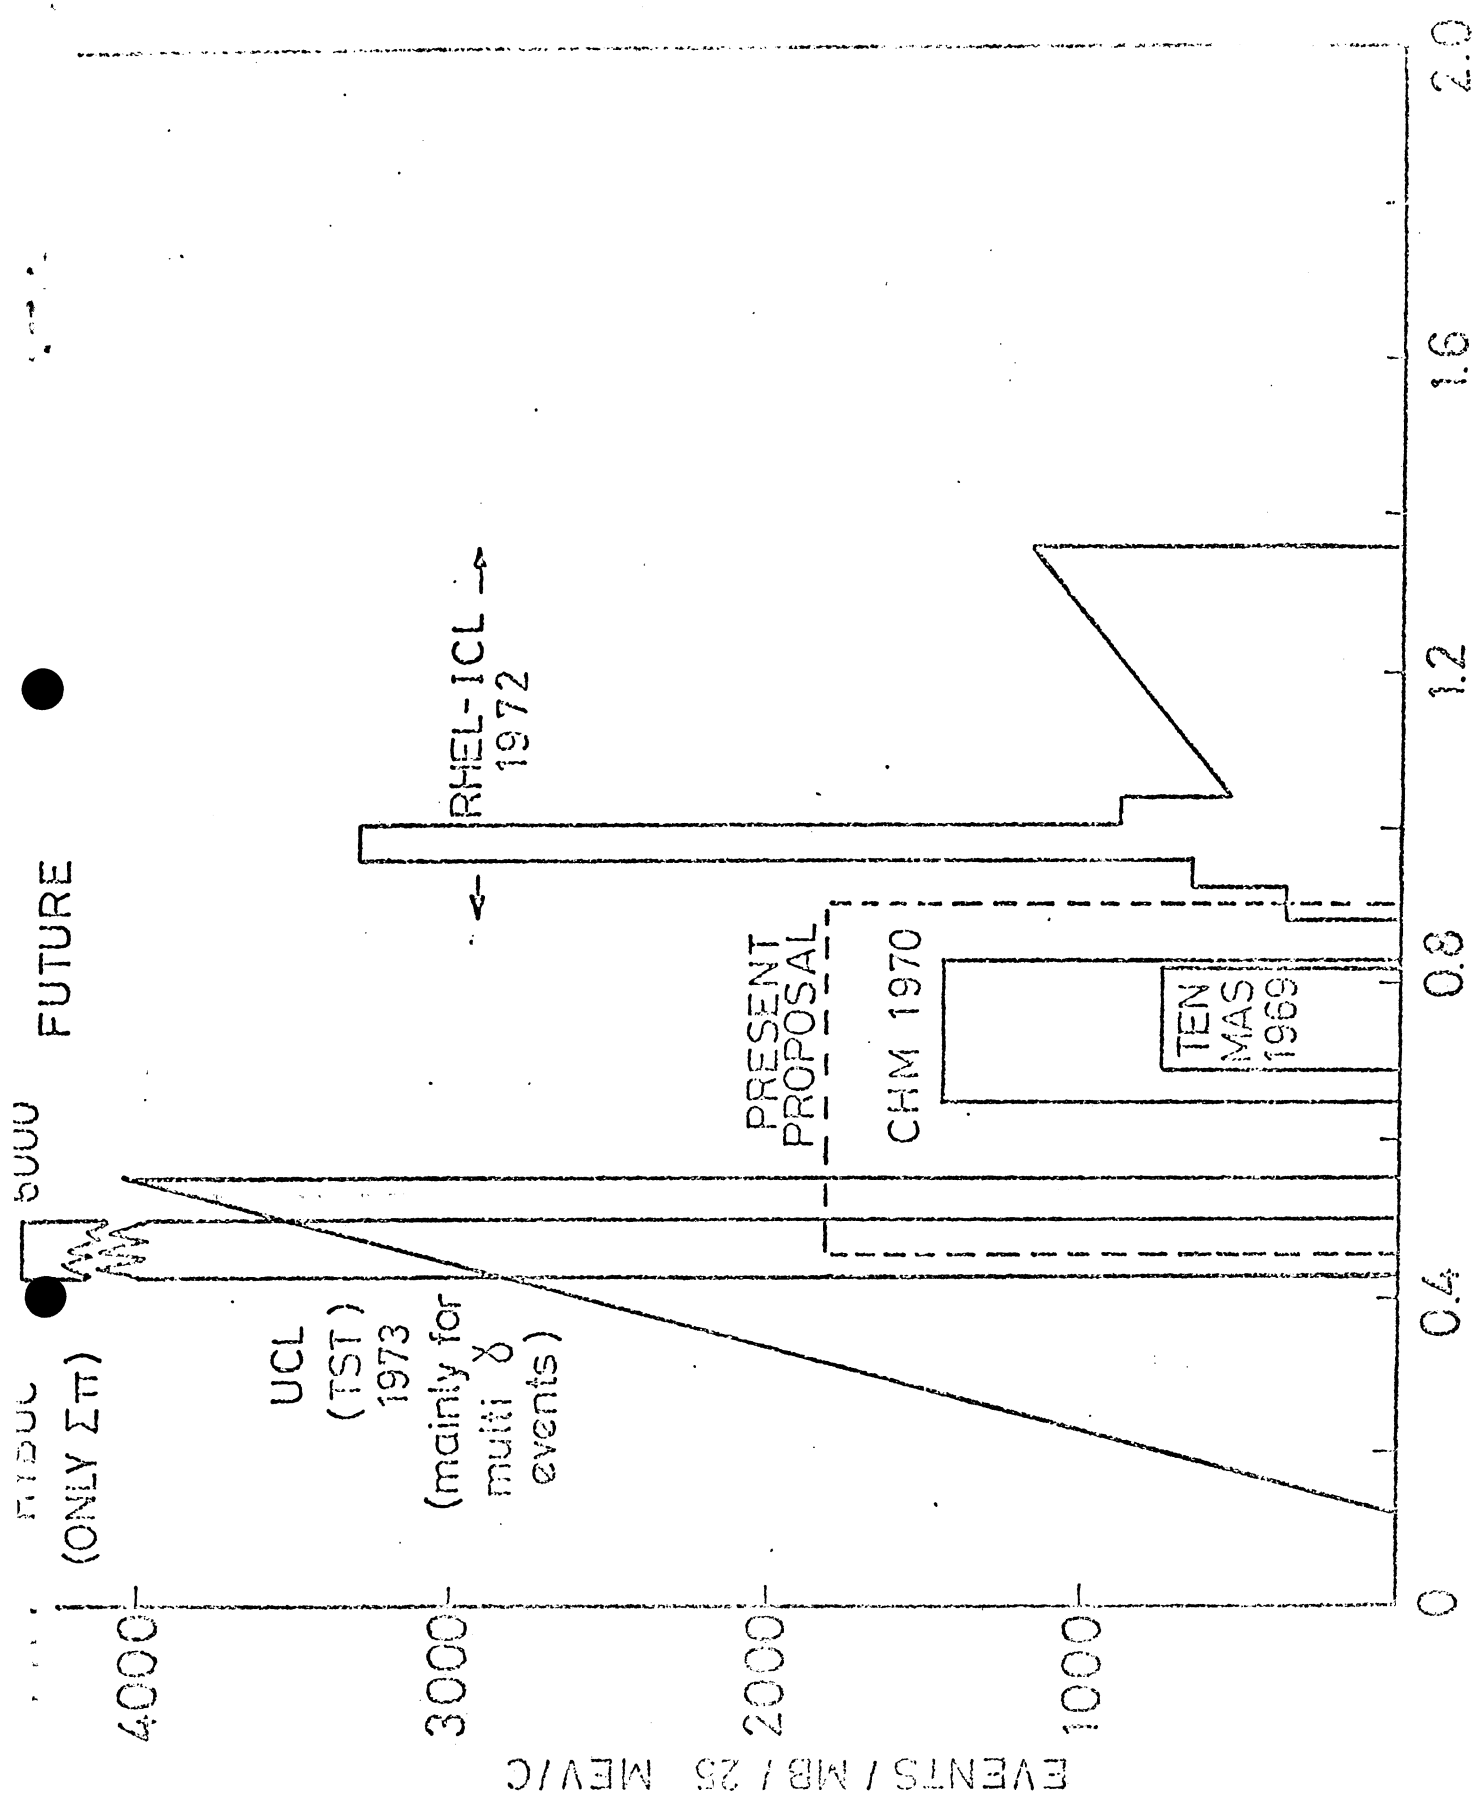 FUTURE
5000
(ONLY Σπ)
UCL
(TST)
1973
(mainly for
multi γ
events)
← RHEL-ICL →
1972
PRESENT
PROPOSAL
CHM 1970
TEN
MAS
1969
EVENTS / MB / 25 MEV/C
4000
3000
2000
1000
0 0.4 0.8 1.2 1.6 2.0